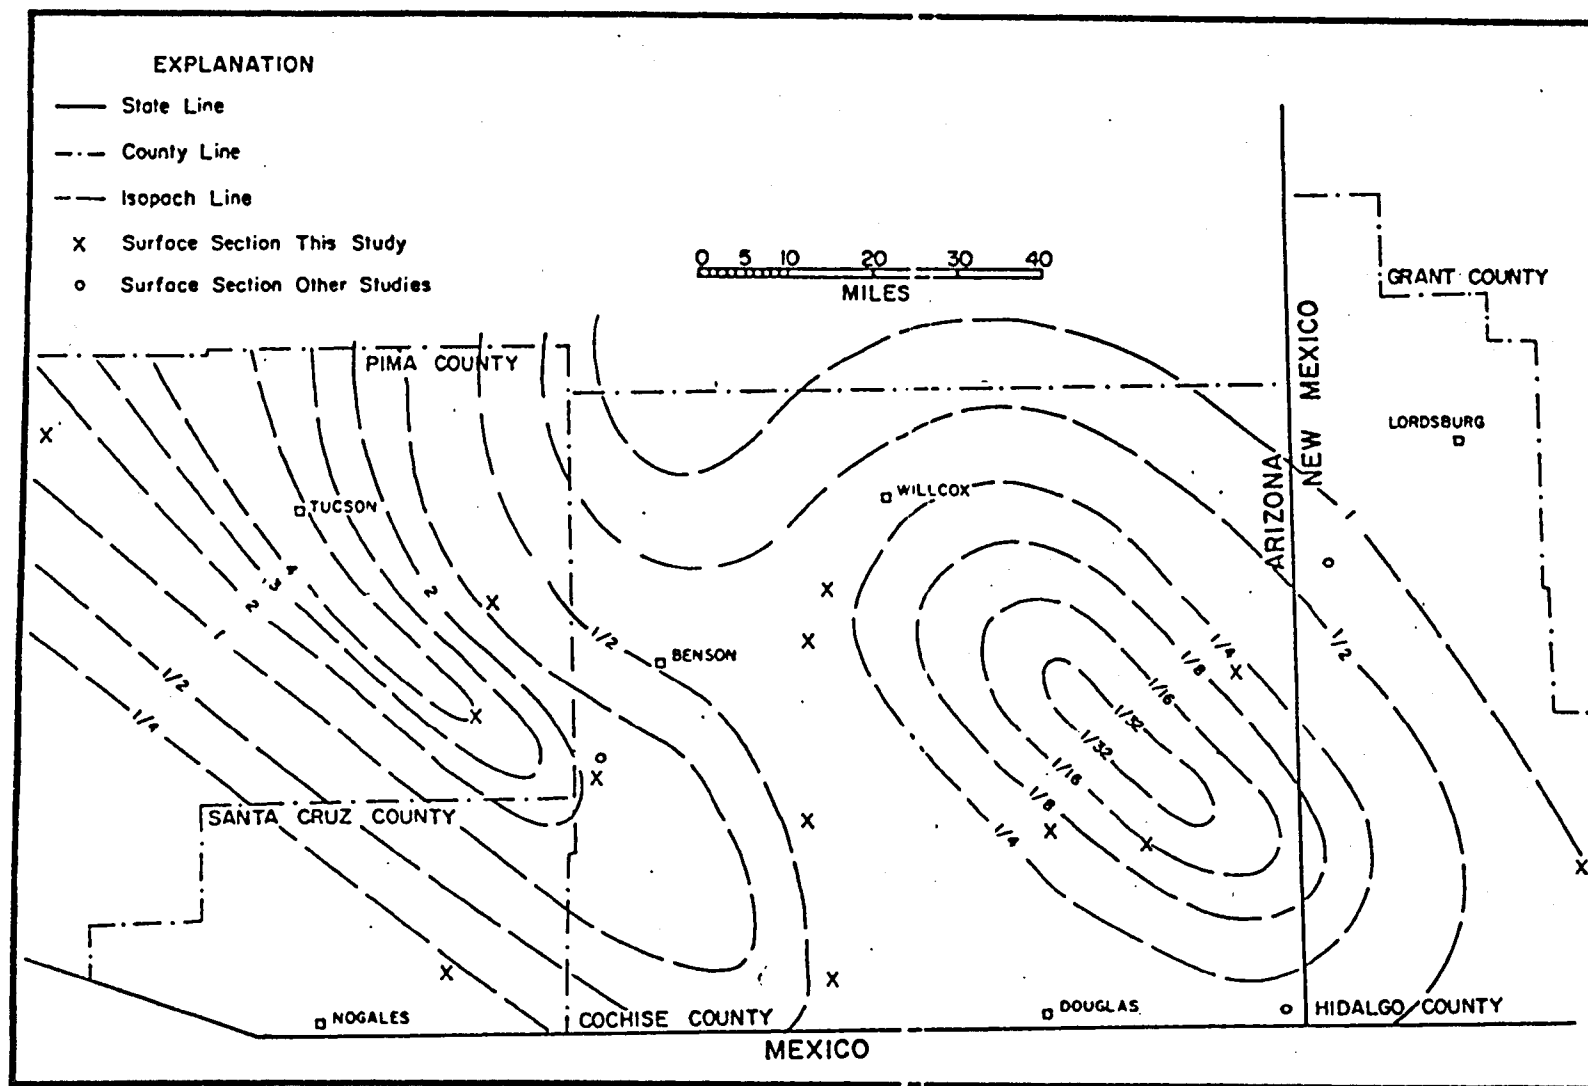 EXPLANATION
State Line
County Line
Isopach Line
X Surface Section This Study
o Surface Section Other Studies
0 5 10 20 30 40
MILES
GRANT COUNTY
PIMA COUNTY
NEW MEXICO
ARIZONA
LORDSBURG
WILLCOX
TUCSON
4
3
2
2
1
1
1/2
1/2
1/2
1/4
1/4
1/4
1/8
1/8
1/16
1/16
1/32
1/32
BENSON
SANTA CRUZ COUNTY
NOGALES
COCHISE COUNTY
DOUGLAS
HIDALGO COUNTY
MEXICO